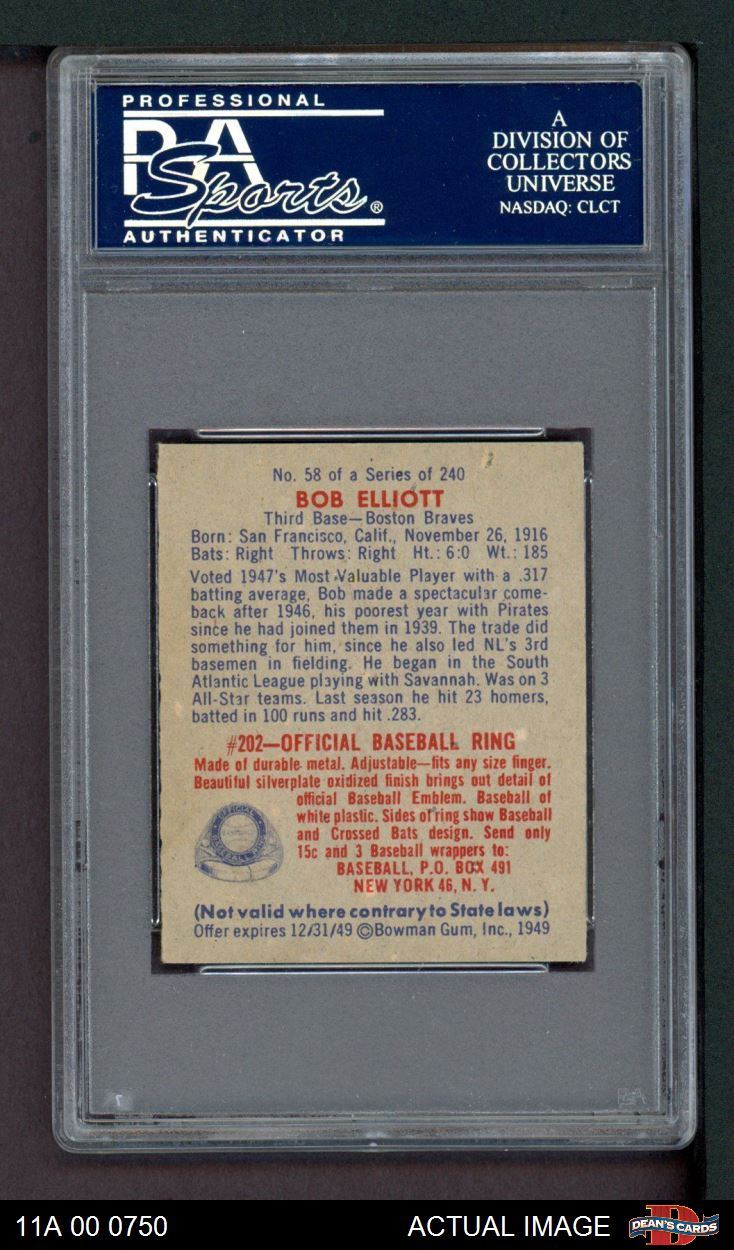 PROFESSIONAL
PSA
Sports®
AUTHENTICATOR
A
DIVISION OF
COLLECTORS
UNIVERSE
NASDAQ: CLCT
No. 58 of a Series of 240
BOB ELLIOTT
Third Base—Boston Braves
Born: San Francisco, Calif., November 26, 1916
Bats: Right Throws: Right Ht.: 6:0 Wt.: 185
Voted 1947's Most Valuable Player with a .317
batting average, Bob made a spectacular come-
back after 1946, his poorest year with Pirates
since he had joined them in 1939. The trade did
something for him, since he also led NL's 3rd
basemen in fielding. He began in the South
Atlantic League playing with Savannah. Was on 3
All-Star teams. Last season he hit 23 homers,
batted in 100 runs and hit .283.
#202—OFFICIAL BASEBALL RING
Made of durable metal. Adjustable—fits any size finger.
Beautiful silverplate oxidized finish brings out detail of
official Baseball Emblem. Baseball of
white plastic. Sides of ring show Baseball
and Crossed Bats design. Send only
15c and 3 Baseball wrappers to:
BASEBALL, P.O. BOX 491
NEW YORK 46, N. Y.
OFFICIAL
BASEBALL RING
(Not valid where contrary to State laws)
Offer expires 12/31/49 ©Bowman Gum, Inc., 1949
PSA
11A 00 0750
ACTUAL IMAGE
DEAN'S CARDS